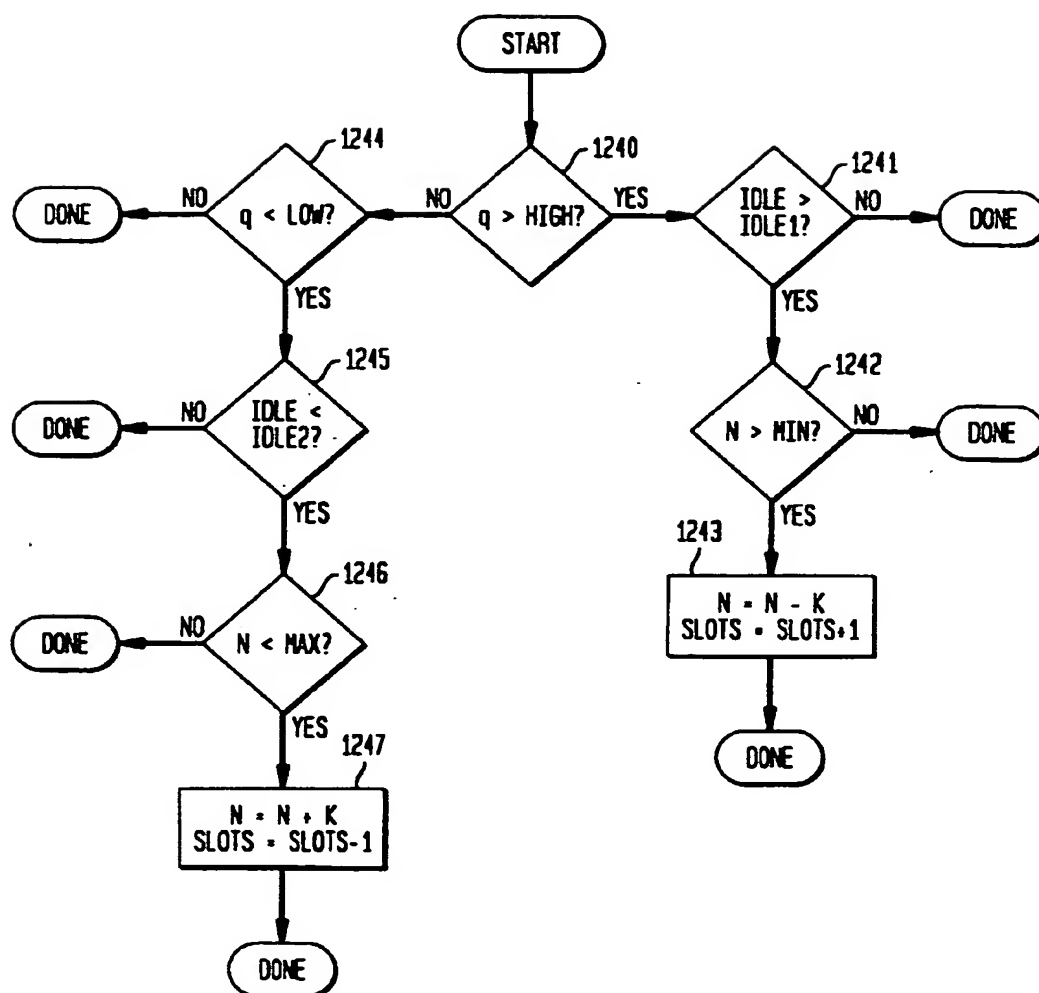 START
1244
1240
1241
DONE
NO
q < LOW?
NO
q > HIGH?
YES
IDLE >
IDLE1?
NO
DONE
YES
YES
1245
1242
DONE
NO
IDLE <
IDLE2?
N > MIN?
NO
DONE
YES
YES
1243
1246
N = N - K
SLOTS = SLOTS+1
DONE
NO
N < MAX?
YES
1247
DONE
N = N + K
SLOTS = SLOTS-1
DONE